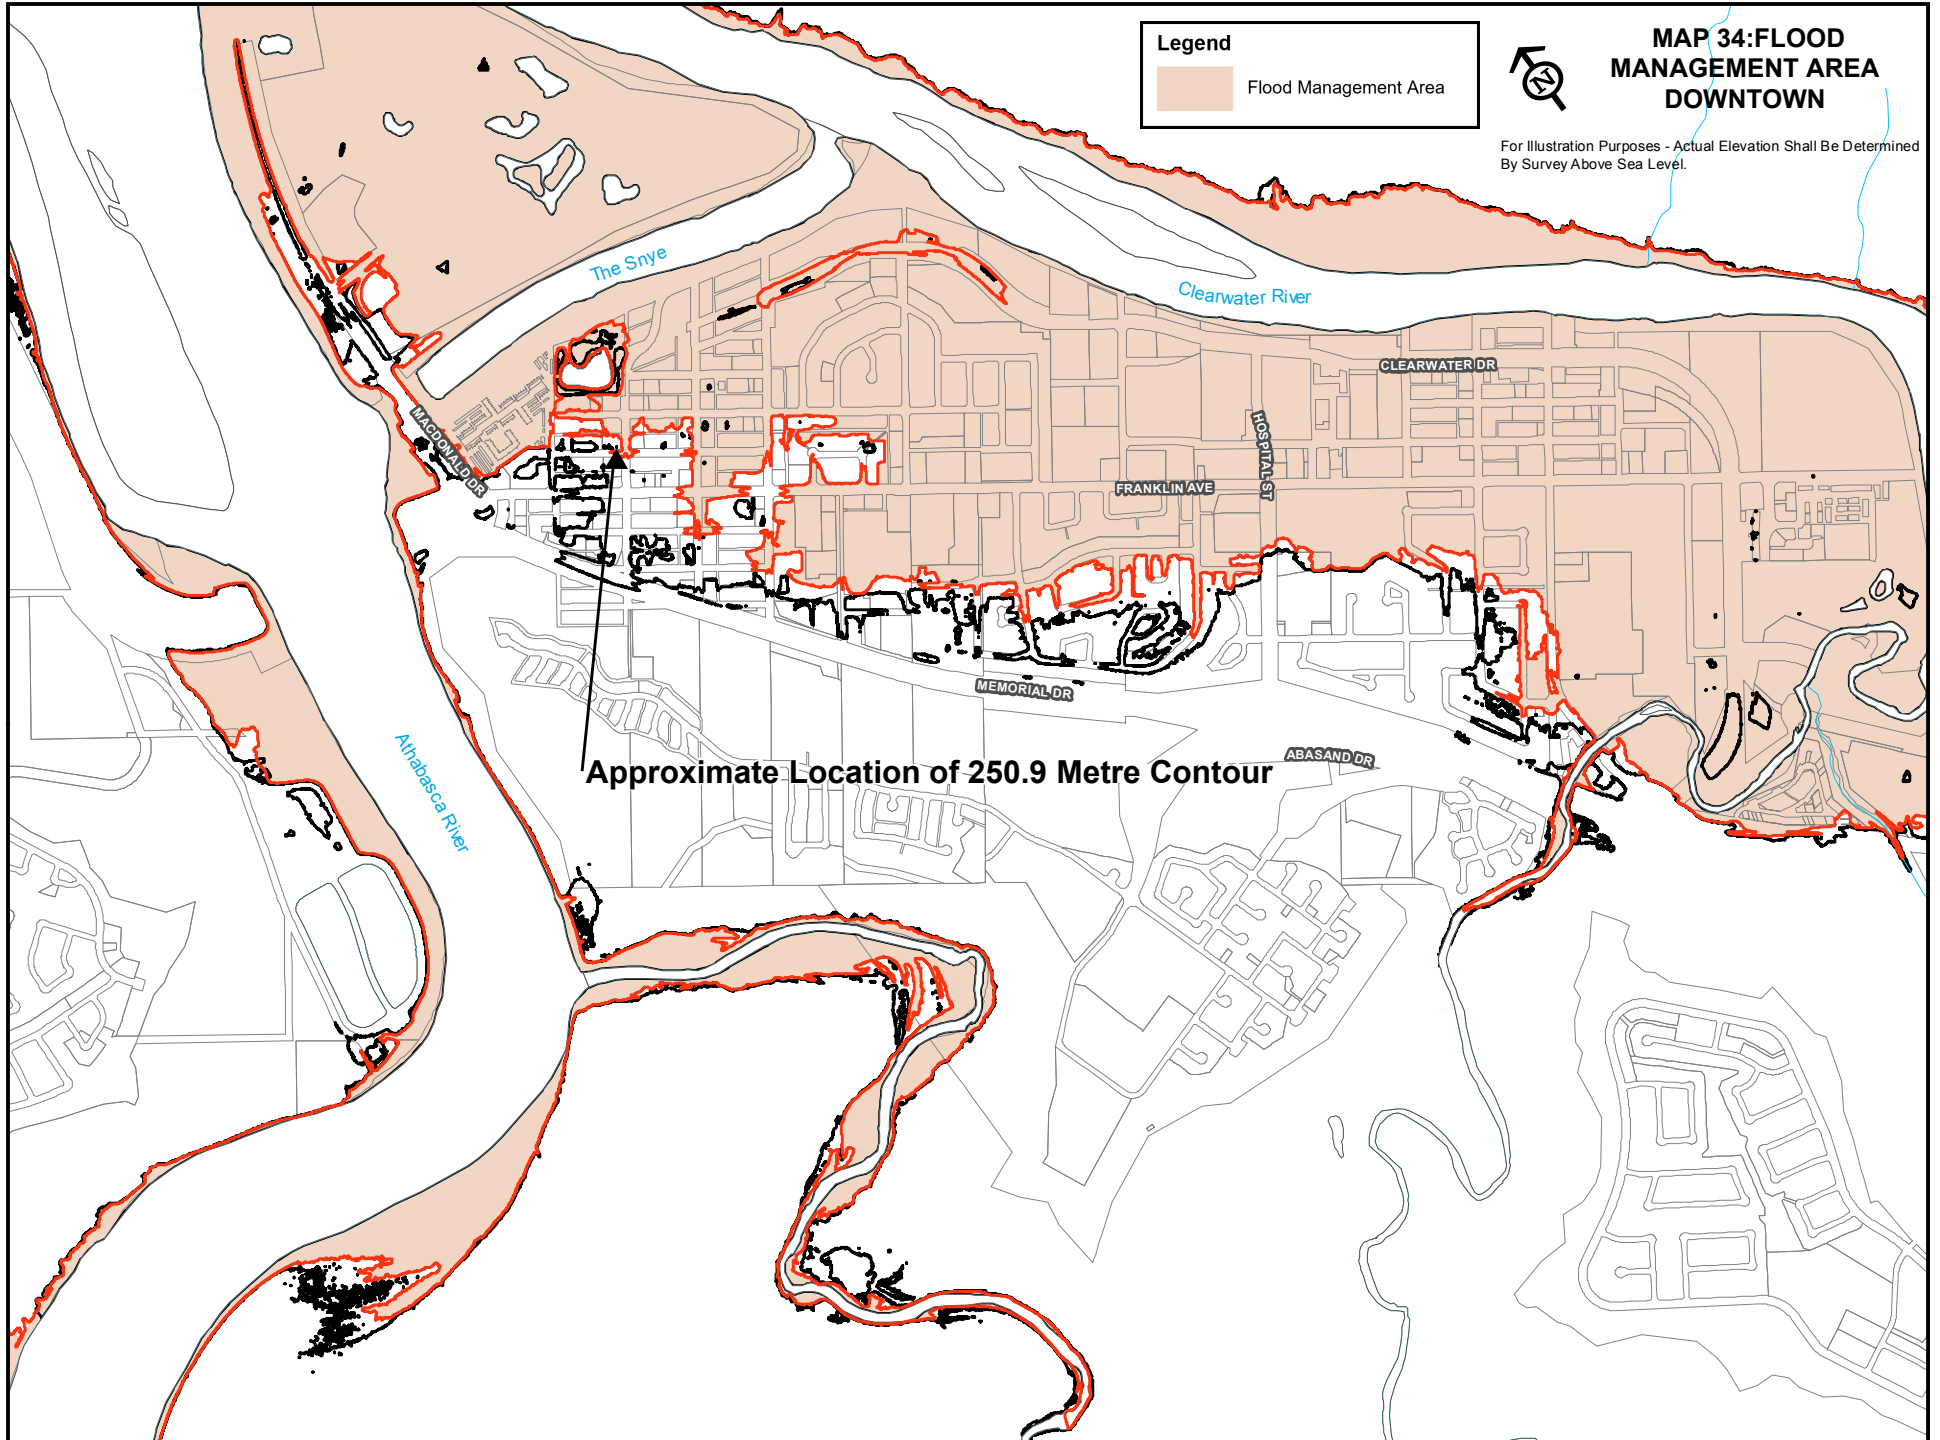 Legend
Flood Management Area
N
MAP 34:FLOOD
MANAGEMENT AREA
DOWNTOWN
For Illustration Purposes - Actual Elevation Shall Be Determined
By Survey Above Sea Level.
The Snye
Clearwater River
CLEARWATER DR
MACDONALD DR
HOSPITAL ST
FRANKLIN AVE
MEMORIAL DR
ABASAND DR
Athabasca River
Approximate Location of 250.9 Metre Contour